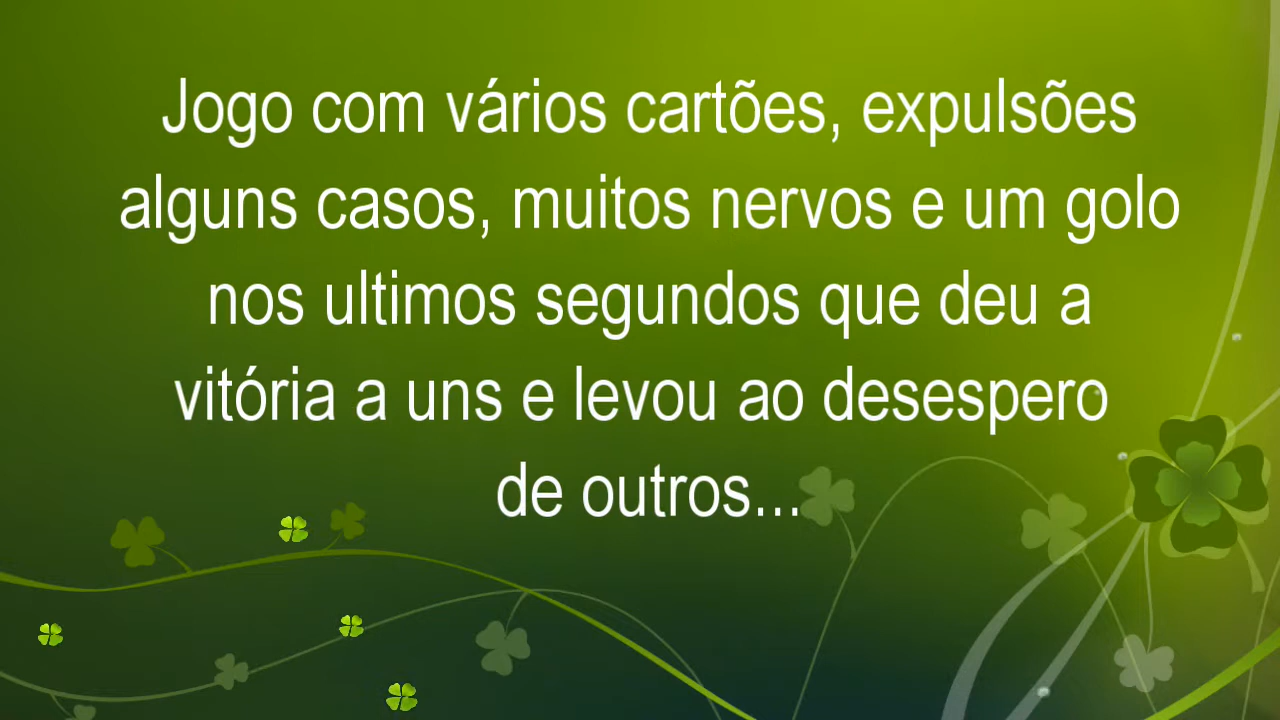 Jogo com vários cartões, expulsões
alguns casos, muitos nervos e um golo
nos ultimos segundos que deu a
vitória a uns e levou ao desespero
de outros...